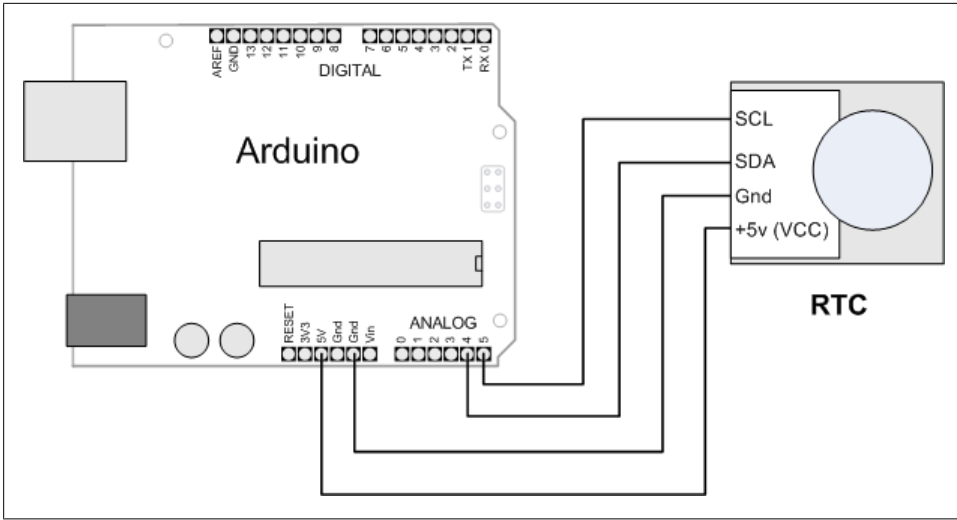 AREF
GND
13
12
11
10
9
8
7
6
5
4
3
2
TX 1
RX 0
DIGITAL
Arduino
SCL
SDA
Gnd
+5v (VCC)
RTC
RESET
3V3
5V
Gnd
Gnd
Vin
ANALOG
0
1
2
3
4
5